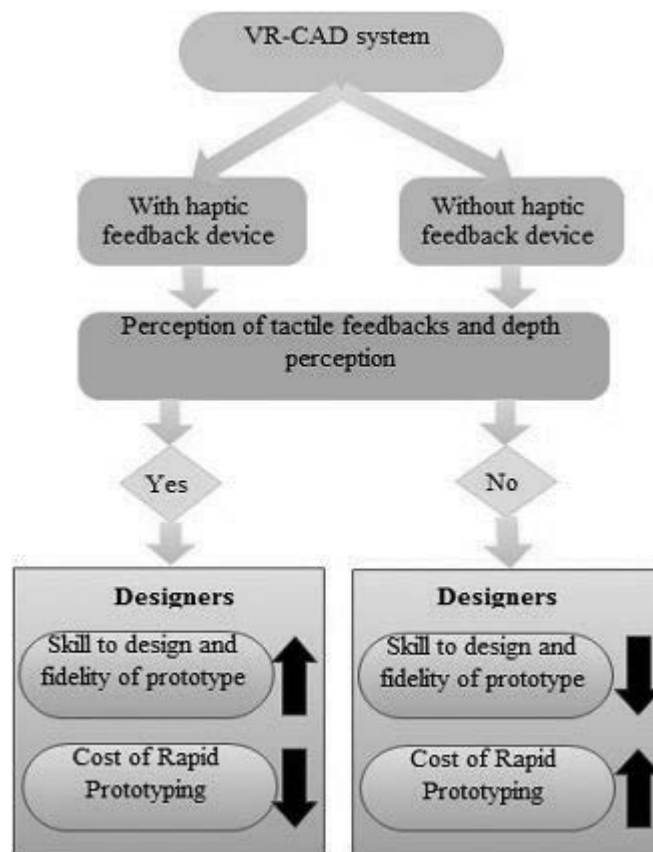 VR-CAD system
With haptic
feedback device
Without haptic
feedback device
Perception of tactile feedbacks and depth
perception
Yes
No
Designers
Skill to design and
fidelity of prototype
Cost of Rapid
Prototyping
Designers
Skill to design and
fidelity of prototype
Cost of Rapid
Prototyping